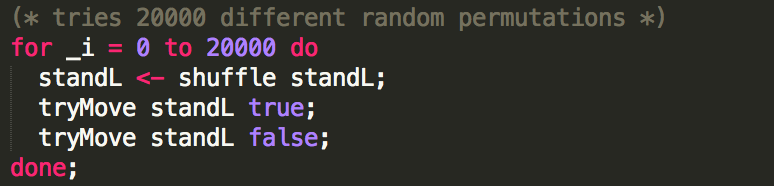 (* tries 20000 different random permutations *)
for _i = 0 to 20000 do
standL <- shuffle standL;
tryMove standL true;
tryMove standL false;
done;